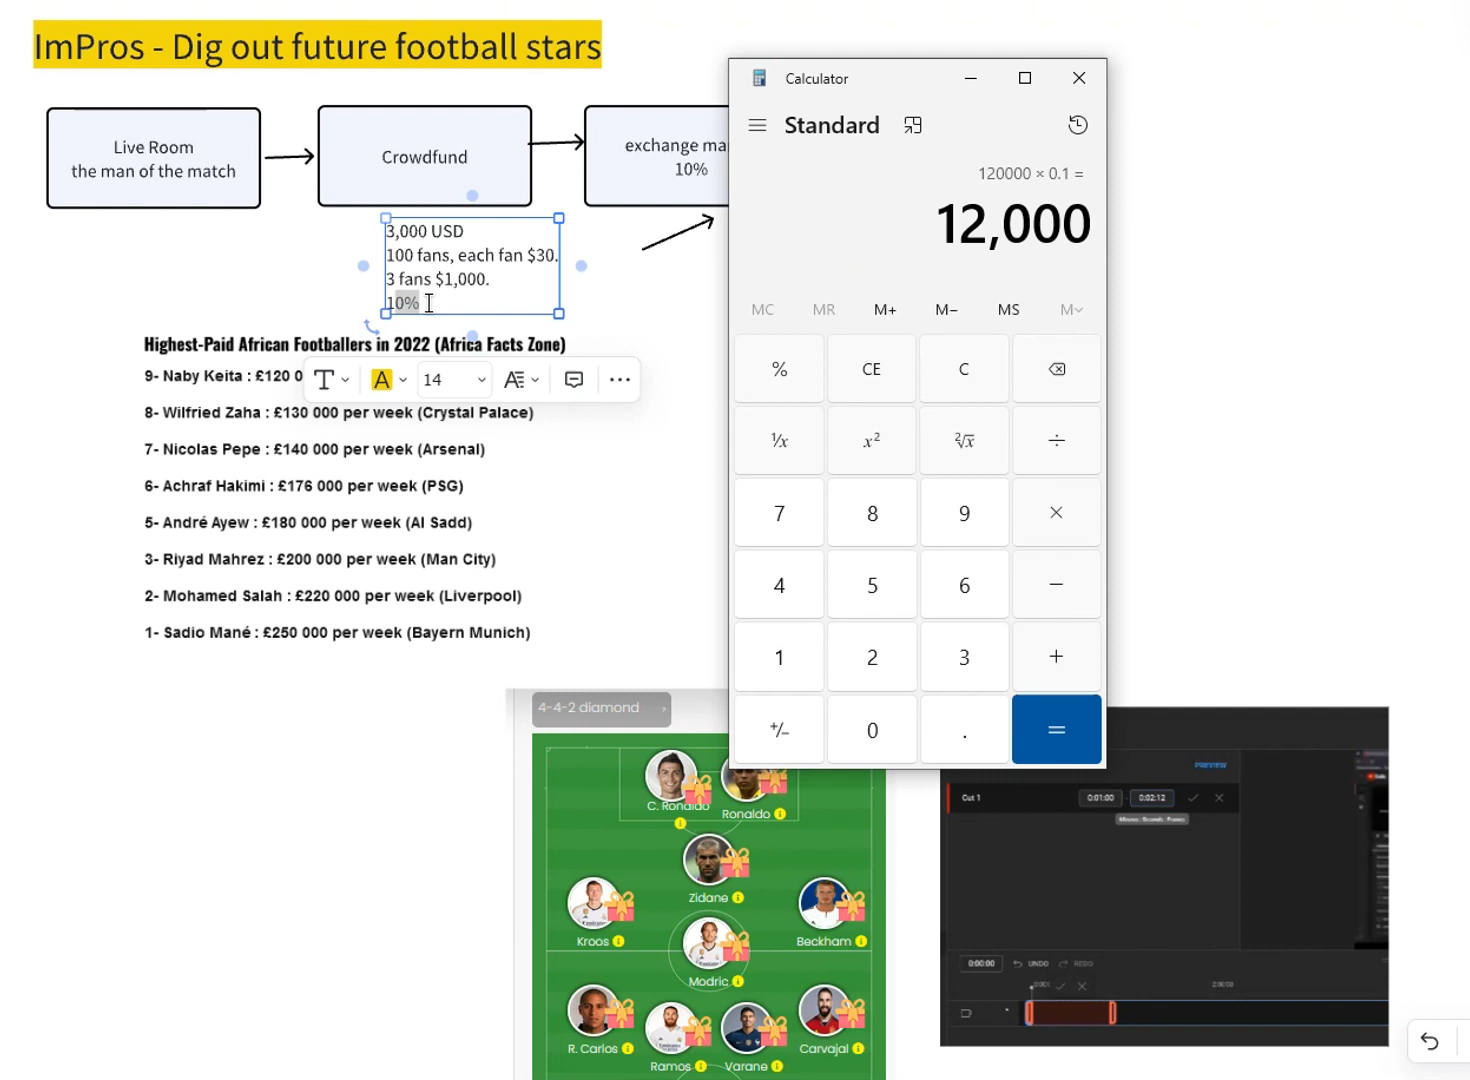 ImPros - Dig out future football stars
Live Room
the man of the match
Crowdfund
exchange
10%
3,000 USD
100 fans, each fan $30.
3 fans $1,000.
10%
Highest-Paid African Footballers in 2022 (Africa Facts Zone)
9- Naby Keita : £120 0
14
8- Wilfried Zaha : £130 000 per week (Crystal Palace)
7- Nicolas Pepe : £140 000 per week (Arsenal)
6- Achraf Hakimi : £176 000 per week (PSG)
5- André Ayew : £180 000 per week (Al Sadd)
3- Riyad Mahrez : £200 000 per week (Man City)
2- Mohamed Salah : £220 000 per week (Liverpool)
1- Sadio Mané : £250 000 per week (Bayern Munich)
Calculator
Standard
120000 × 0.1 =
12,000
MC MR M+ M− MS M
% CE C
1/x x² ²√x ÷
7 8 9 ×
4 5 6 −
1 2 3 +
+/− 0 . =
4-4-2 diamond
C. Ronaldo
Ronaldo
Zidane
Kroos
Beckham
Modric
R. Carlos
Carvajal
Ramos
Varane
PREVIEW
Cut 1
0:01:00 - 0:02:12
Minutes : Seconds : Frames
0:00:00 UNDO REDO